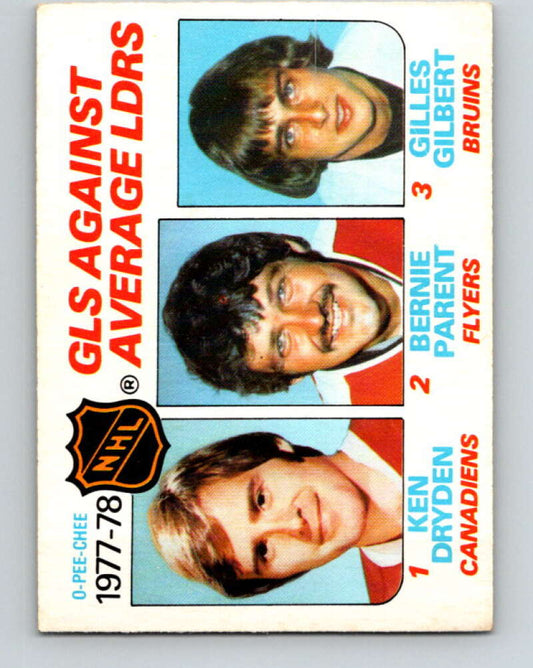 O-PEE-CHEE
1977-78
NHL
®
GLS AGAINST
AVERAGE LDRS
1 KEN
DRYDEN
CANADIENS
2 BERNIE
PARENT
FLYERS
3 GILLES
GILBERT
BRUINS